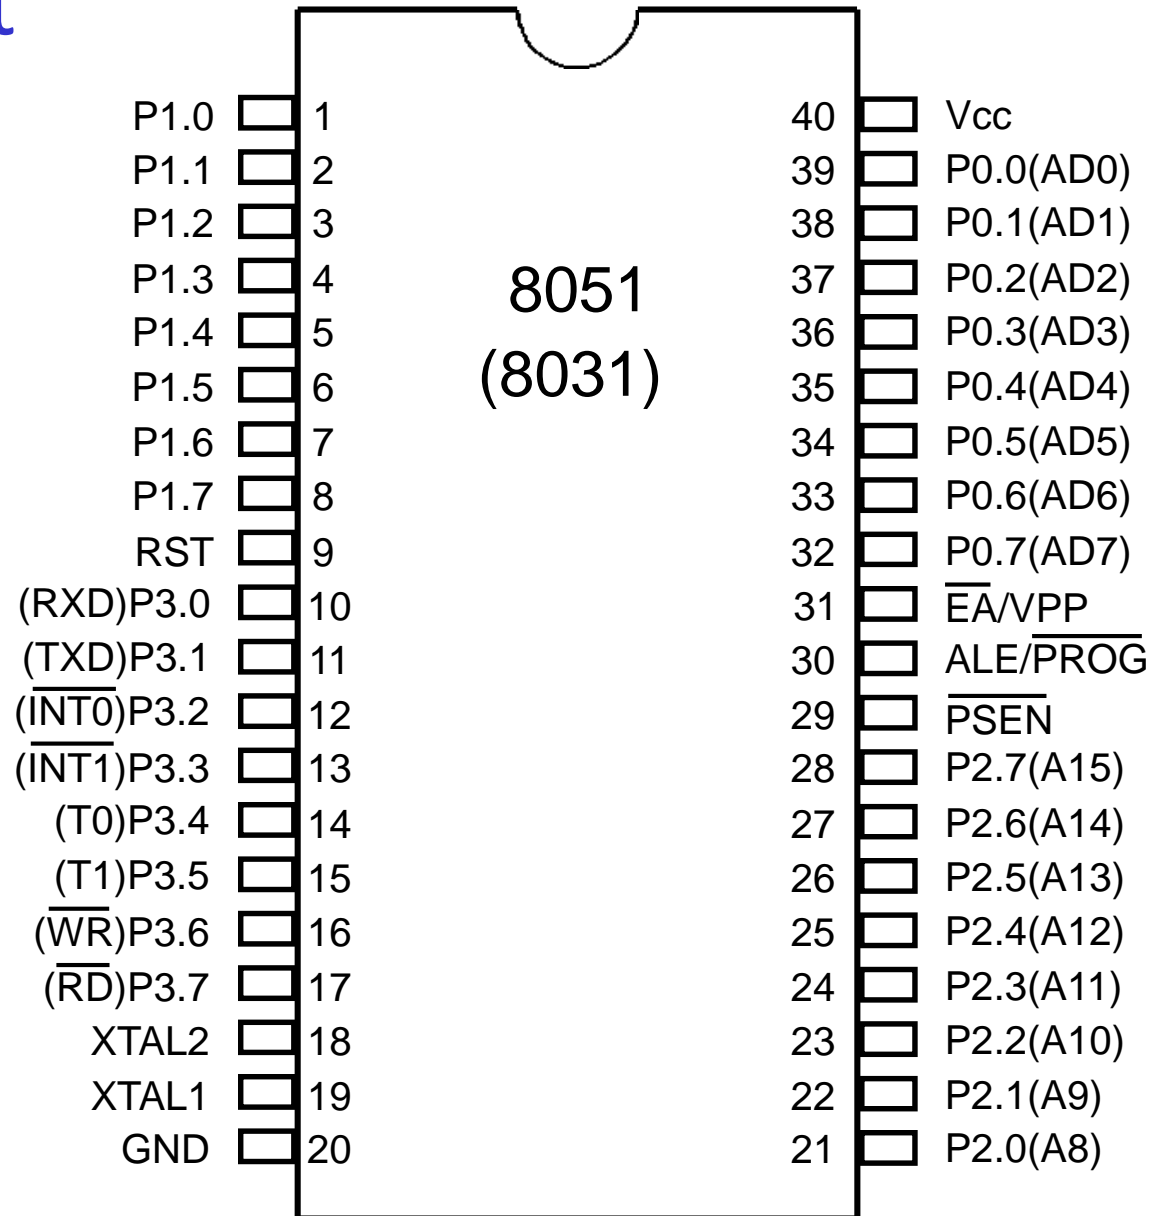 P1.0 1 40 Vcc
P1.1 2 39 P0.0(AD0)
P1.2 3 38 P0.1(AD1)
P1.3 4 37 P0.2(AD2)
8051
P1.4 5 36 P0.3(AD3)
(8031)
P1.5 6 35 P0.4(AD4)
P1.6 7 34 P0.5(AD5)
P1.7 8 33 P0.6(AD6)
RST 9 32 P0.7(AD7)
(RXD)P3.0 10 31 E̅A̅/VPP
(TXD)P3.1 11 30 ALE/P̅R̅O̅G̅
(I̅N̅T̅0̅)P3.2 12 29 P̅S̅E̅N̅
(I̅N̅T̅1̅)P3.3 13 28 P2.7(A15)
(T0)P3.4 14 27 P2.6(A14)
(T1)P3.5 15 26 P2.5(A13)
(W̅R̅)P3.6 16 25 P2.4(A12)
(R̅D̅)P3.7 17 24 P2.3(A11)
XTAL2 18 23 P2.2(A10)
XTAL1 19 22 P2.1(A9)
GND 20 21 P2.0(A8)